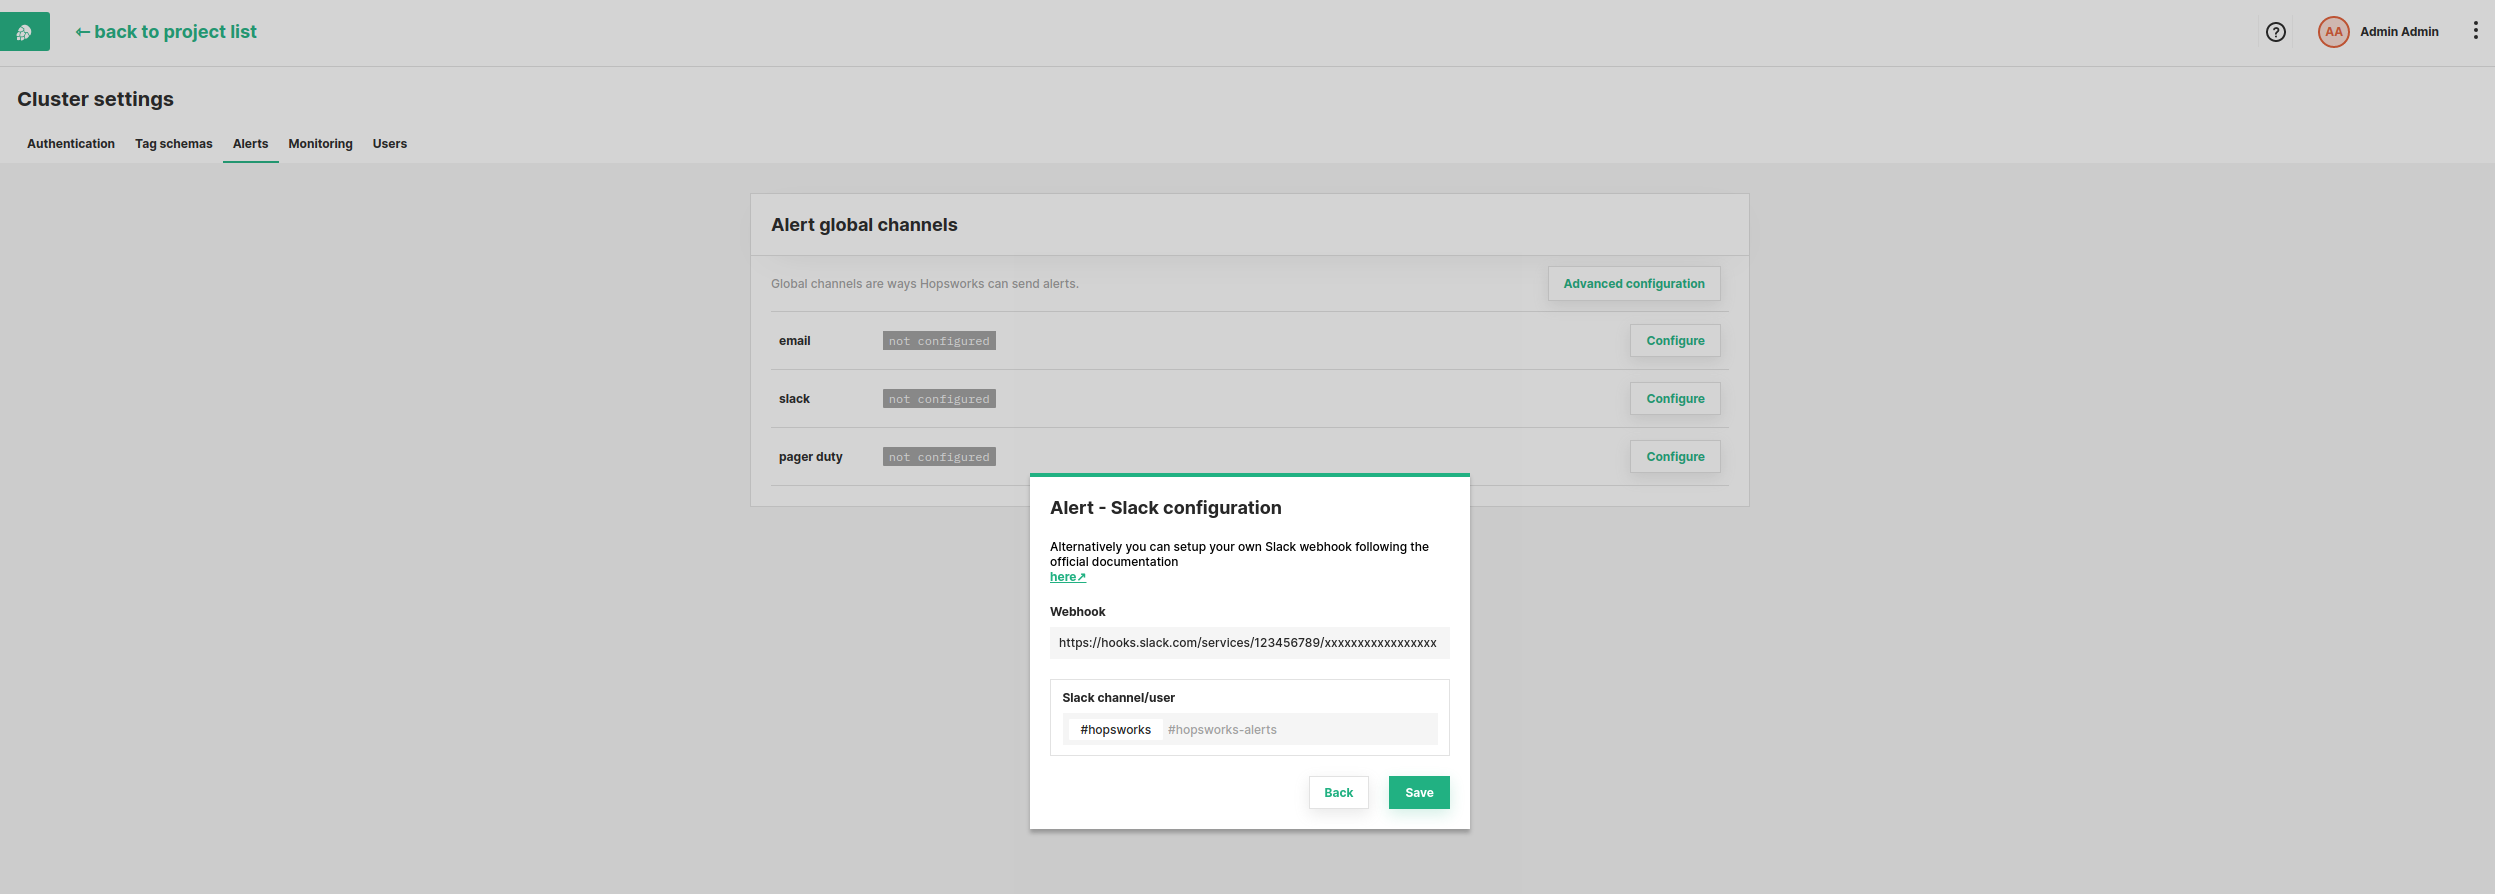 ←back to project list
?
AA
Admin Admin
Cluster settings
Authentication Tag schemas Alerts Monitoring Users
Alert global channels
Global channels are ways Hopsworks can send alerts.
Advanced configuration
email not configured Configure
slack not configured Configure
pager duty not configured Configure
Alert - Slack configuration
Alternatively you can setup your own Slack webhook following the
official documentation
here↗
Webhook
https://hooks.slack.com/services/123456789/xxxxxxxxxxxxxxxxx
Slack channel/user
#hopsworks #hopsworks-alerts
Back Save